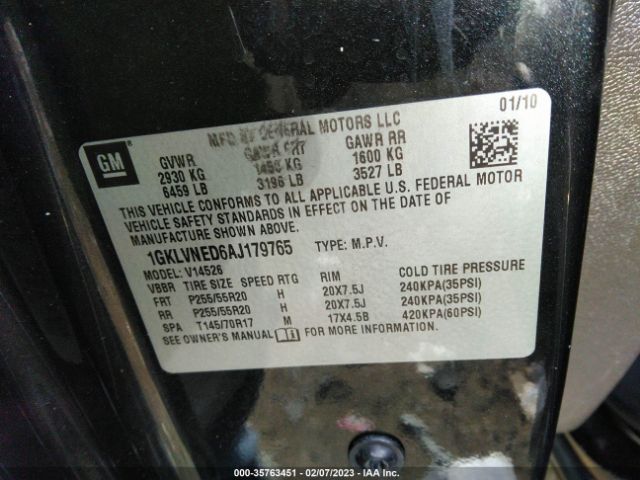 01/10
GM
MFD BY GENERAL MOTORS LLC
GVWR GAWR FRT GAWR RR
2930 KG 1450 KG 1600 KG
6459 LB 3196 LB 3527 LB
THIS VEHICLE CONFORMS TO ALL APPLICABLE U.S. FEDERAL MOTOR
VEHICLE SAFETY STANDARDS IN EFFECT ON THE DATE OF
MANUFACTURE SHOWN ABOVE.
1GKLVNED6AJ179765 TYPE: M.P.V.
MODEL: V14526
VBBR TIRE SIZE SPEED RTG RIM COLD TIRE PRESSURE
FRT P255/55R20 H 20X7.5J 240KPA(35PSI)
RR P255/55R20 H 20X7.5J 240KPA(35PSI)
SPA T145/70R17 M 17X4.5B 420KPA(60PSI)
SEE OWNER'S MANUAL FOR MORE INFORMATION.
000-35763451 - 02/07/2023 - IAA Inc.